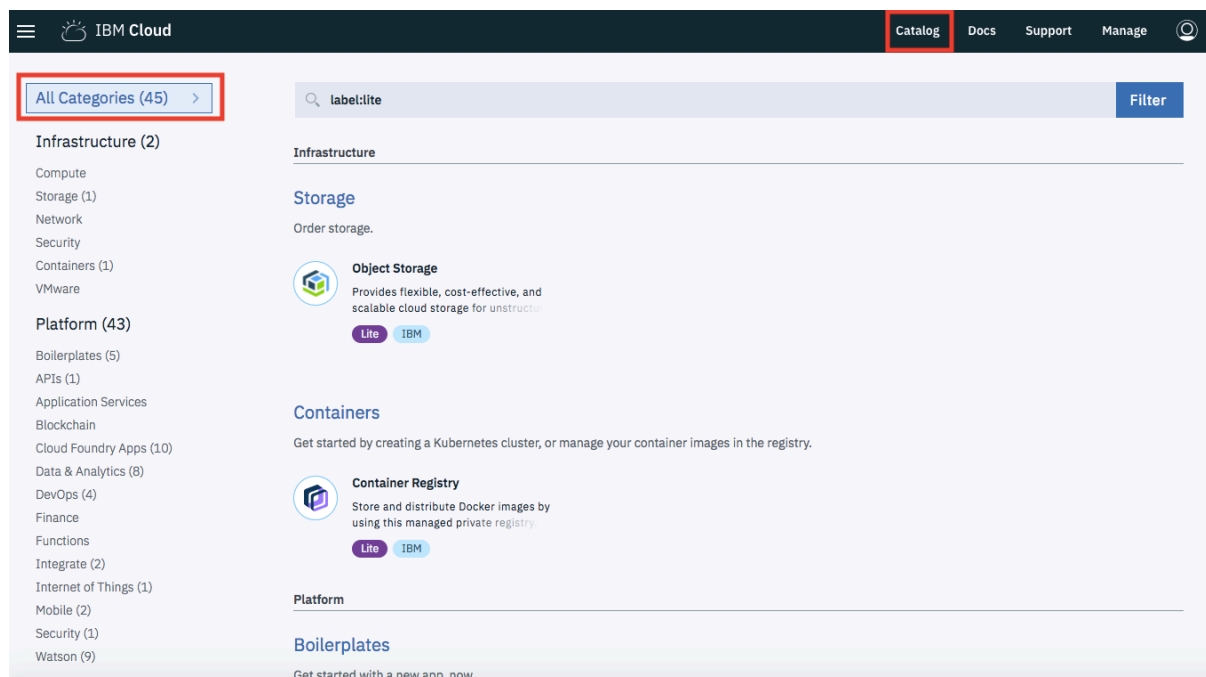 IBM Cloud
Catalog
Docs
Support
Manage
All Categories (45)
Infrastructure (2)
Compute
Storage (1)
Network
Security
Containers (1)
VMware
Platform (43)
Boilerplates (5)
APIs (1)
Application Services
Blockchain
Cloud Foundry Apps (10)
Data & Analytics (8)
DevOps (4)
Finance
Functions
Integrate (2)
Internet of Things (1)
Mobile (2)
Security (1)
Watson (9)
label:lite
Filter
Infrastructure
Storage
Order storage.
Object Storage
Provides flexible, cost-effective, and
scalable cloud storage for unstructu
Lite
IBM
Containers
Get started by creating a Kubernetes cluster, or manage your container images in the registry.
Container Registry
Store and distribute Docker images by
using this managed private registry.
Lite
IBM
Platform
Boilerplates
Get started with a new app, now.